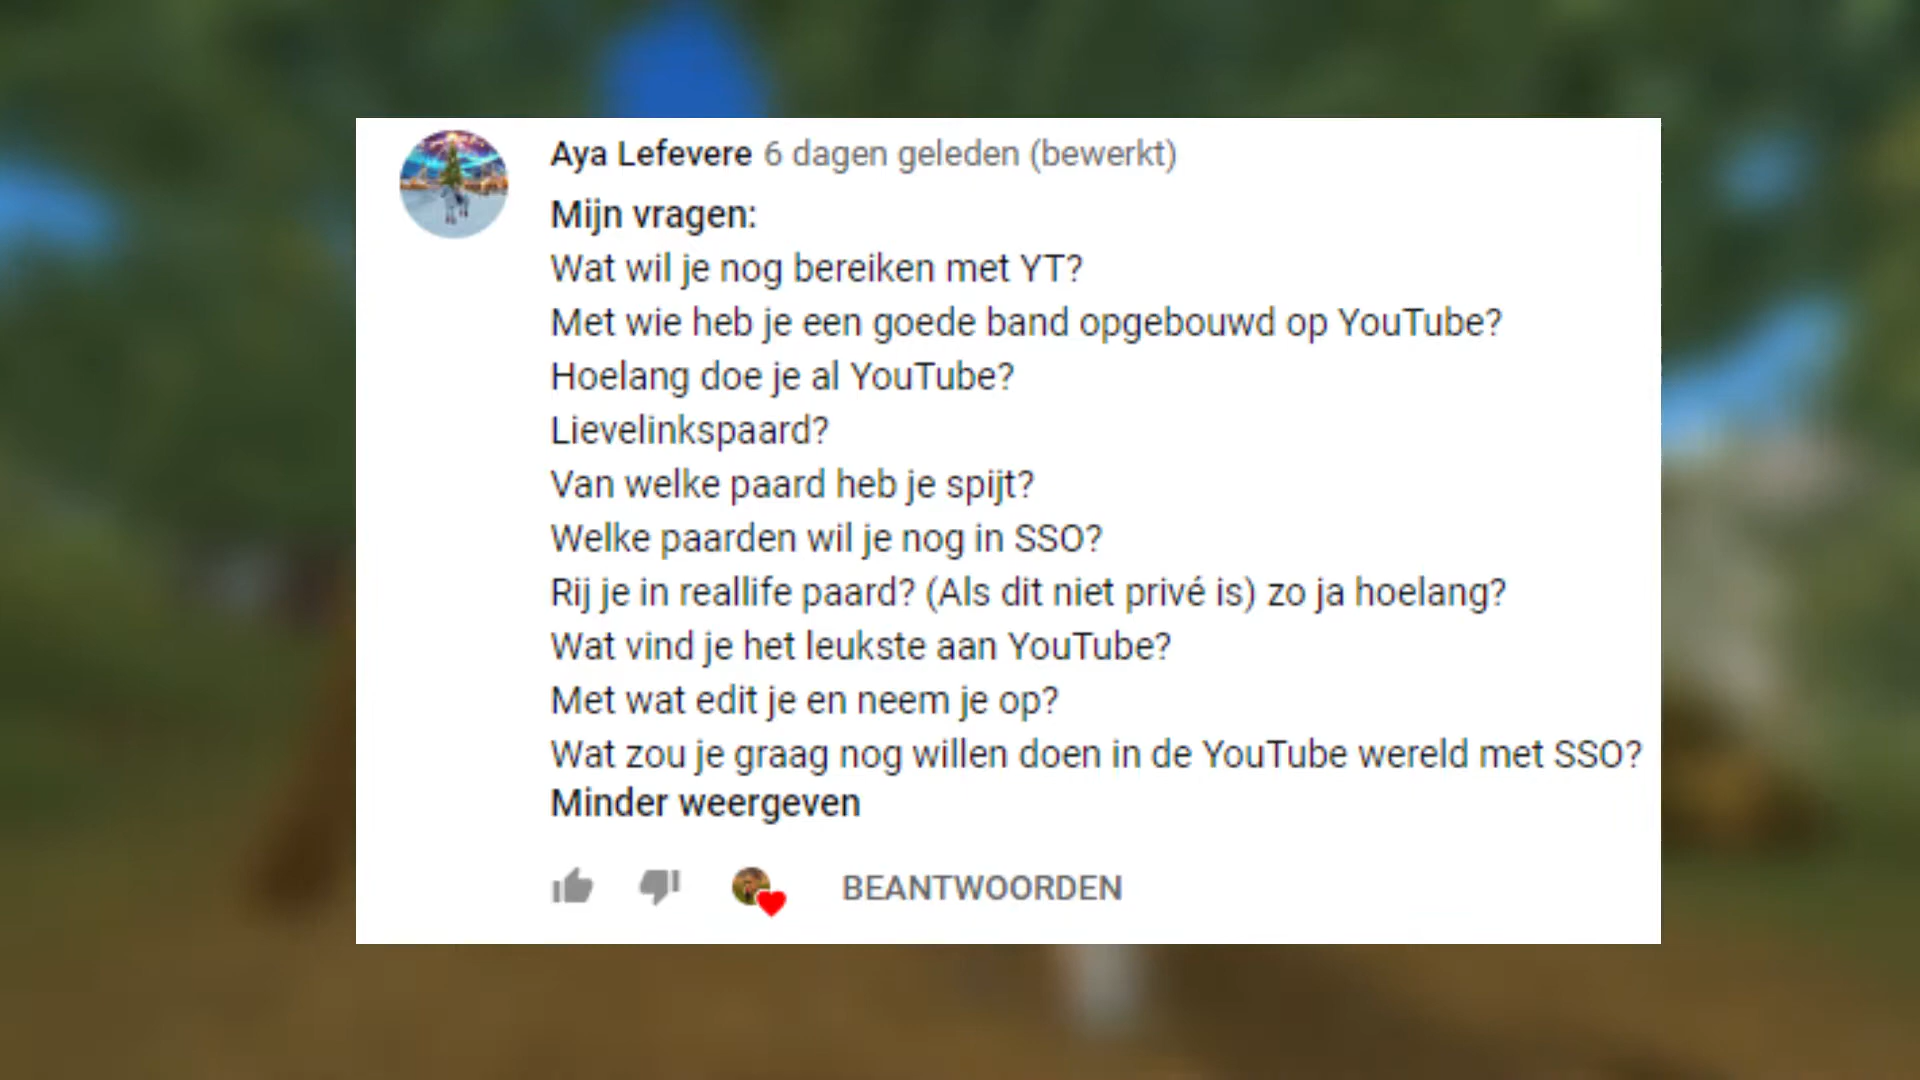 Aya Lefevere 6 dagen geleden (bewerkt)
Mijn vragen:
Wat wil je nog bereiken met YT?
Met wie heb je een goede band opgebouwd op YouTube?
Hoelang doe je al YouTube?
Lievelinkspaard?
Van welke paard heb je spijt?
Welke paarden wil je nog in SSO?
Rij je in reallife paard? (Als dit niet privé is) zo ja hoelang?
Wat vind je het leukste aan YouTube?
Met wat edit je en neem je op?
Wat zou je graag nog willen doen in de YouTube wereld met SSO?
Minder weergeven
BEANTWOORDEN